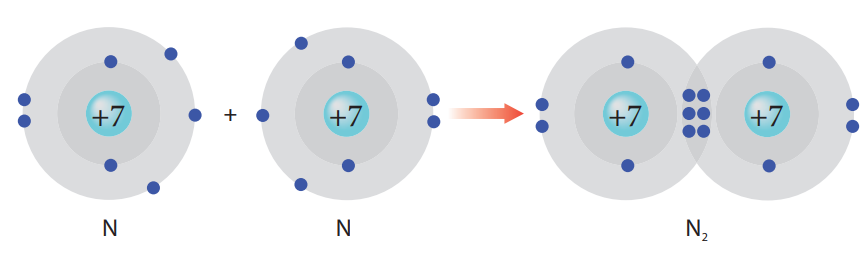 +7 + +7 +7 +7
N N N₂